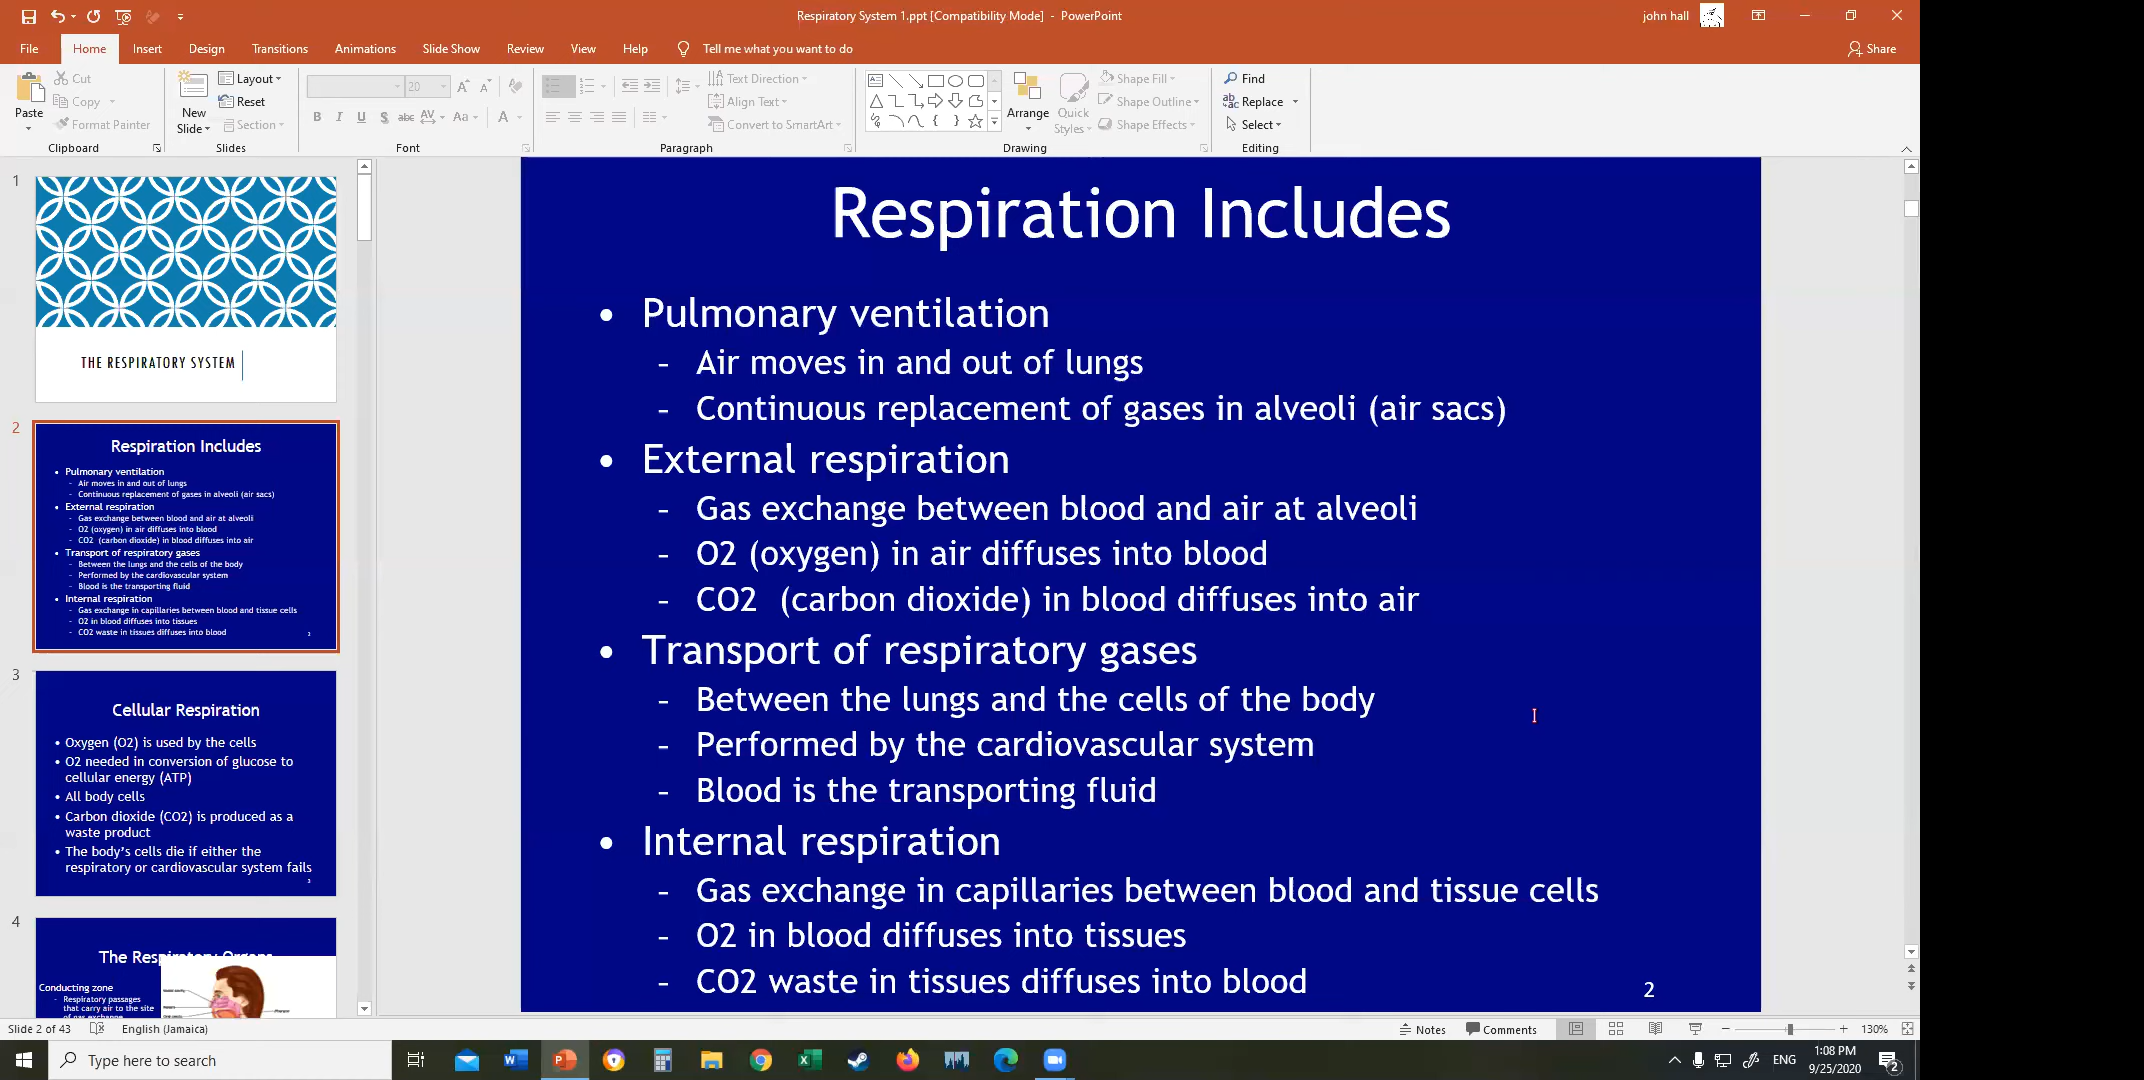 Respiratory System 1.ppt [Compatibility Mode] - PowerPoint
john hall
File Home Insert Design Transitions Animations Slide Show Review View Help Tell me what you want to do
Share
Paste
Cut
Copy
Format Painter
Clipboard
New Slide
Layout
Reset
Section
Slides
20
B I U S abc AV Aa A
Font
Text Direction
Align Text
Convert to SmartArt
Paragraph
Arrange
Quick Styles
Shape Fill
Shape Outline
Shape Effects
Drawing
Find
Replace
Select
Editing
1
THE RESPIRATORY SYSTEM
2
Respiration Includes
• Pulmonary ventilation
- Air moves in and out of lungs
- Continuous replacement of gases in alveoli (air sacs)
• External respiration
- Gas exchange between blood and air at alveoli
- O2 (oxygen) in air diffuses into blood
- CO2 (carbon dioxide) in blood diffuses into air
• Transport of respiratory gases
- Between the lungs and the cells of the body
- Performed by the cardiovascular system
- Blood is the transporting fluid
• Internal respiration
- Gas exchange in capillaries between blood and tissue cells
- O2 in blood diffuses into tissues
- CO2 waste in tissues diffuses into blood
3
Cellular Respiration
• Oxygen (O2) is used by the cells
• O2 needed in conversion of glucose to
cellular energy (ATP)
• All body cells
• Carbon dioxide (CO2) is produced as a
waste product
• The body's cells die if either the
respiratory or cardiovascular system fails
4
The Respiratory Organs
Conducting zone
- Respiratory passages
that carry air to the site
of gas exchange
Respiration Includes
• Pulmonary ventilation
- Air moves in and out of lungs
- Continuous replacement of gases in alveoli (air sacs)
• External respiration
- Gas exchange between blood and air at alveoli
- O2 (oxygen) in air diffuses into blood
- CO2  (carbon dioxide) in blood diffuses into air
• Transport of respiratory gases
- Between the lungs and the cells of the body
- Performed by the cardiovascular system
- Blood is the transporting fluid
• Internal respiration
- Gas exchange in capillaries between blood and tissue cells
- O2 in blood diffuses into tissues
- CO2 waste in tissues diffuses into blood
2
Slide 2 of 43 English (Jamaica)
Notes Comments 130%
Type here to search
ENG
1:08 PM
9/25/2020
2